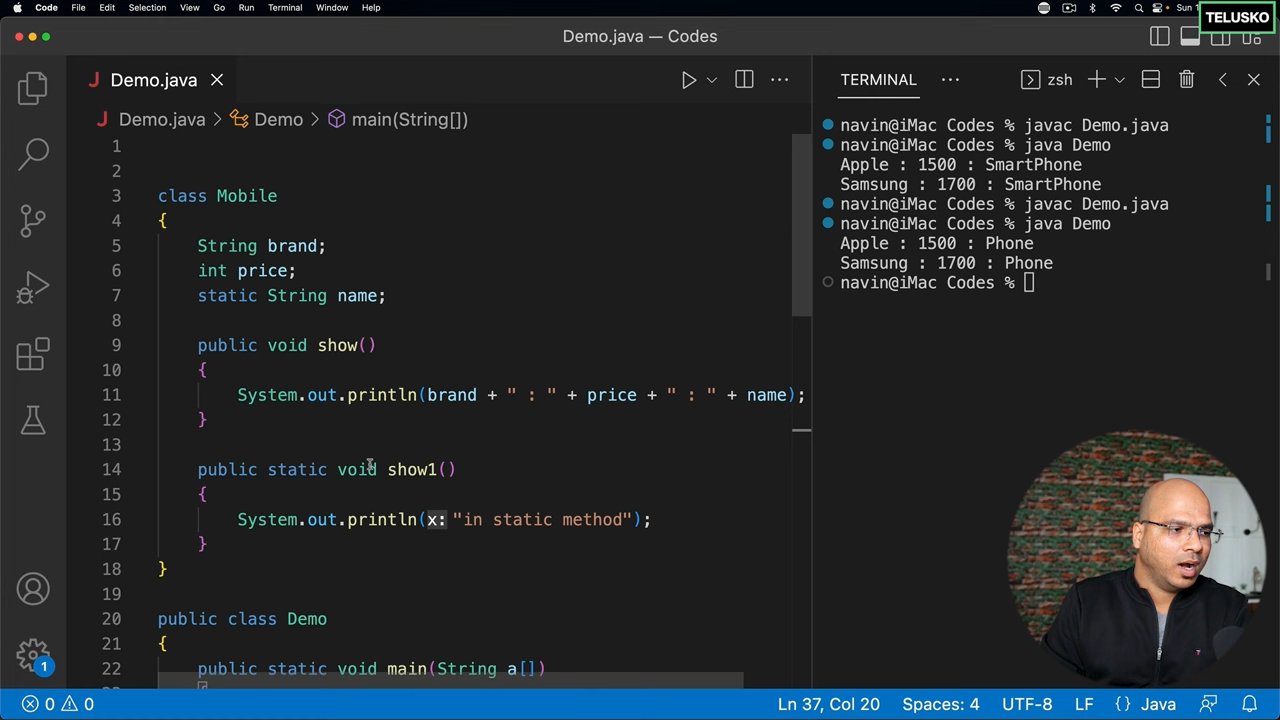 Code File Edit Selection View Go Run Terminal Window Help
TELUSKO
Demo.java — Codes
J Demo.java
J Demo.java > Demo > main(String[])
1
2
3 class Mobile
4 {
5 String brand;
6 int price;
7 static String name;
8
9 public void show()
10 {
11 System.out.println(brand + " : " + price + " : " + name);
12 }
13
14 public static void show1()
15 {
16 System.out.println(x:"in static method");
17 }
18 }
19
20 public class Demo
21 {
22 public static void main(String a[])
TERMINAL ... zsh
navin@iMac Codes % javac Demo.java
navin@iMac Codes % java Demo
Apple : 1500 : SmartPhone
Samsung : 1700 : SmartPhone
navin@iMac Codes % javac Demo.java
navin@iMac Codes % java Demo
Apple : 1500 : Phone
Samsung : 1700 : Phone
navin@iMac Codes %
1
0 0 Ln 37, Col 20 Spaces: 4 UTF-8 LF {} Java